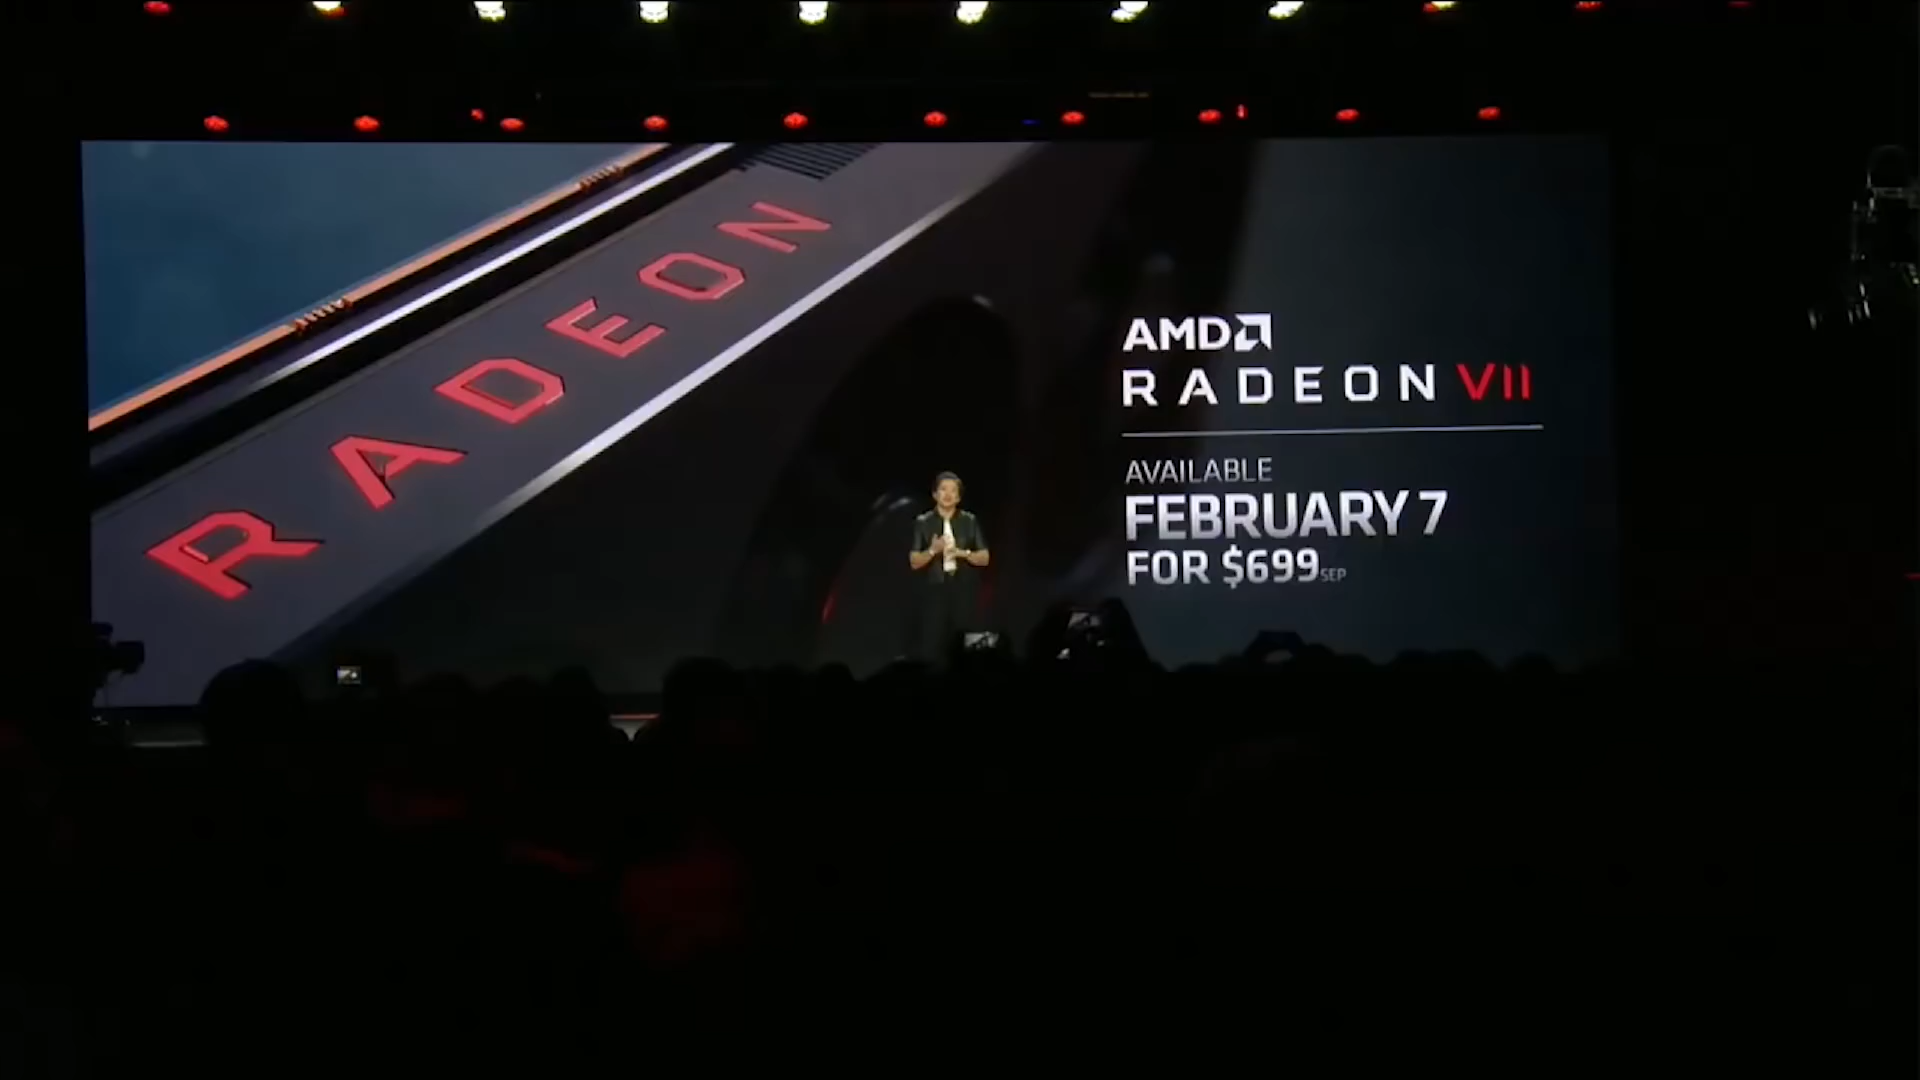 RADEON
AMD
RADEON VII
AVAILABLE
FEBRUARY 7
FOR $699 SEP